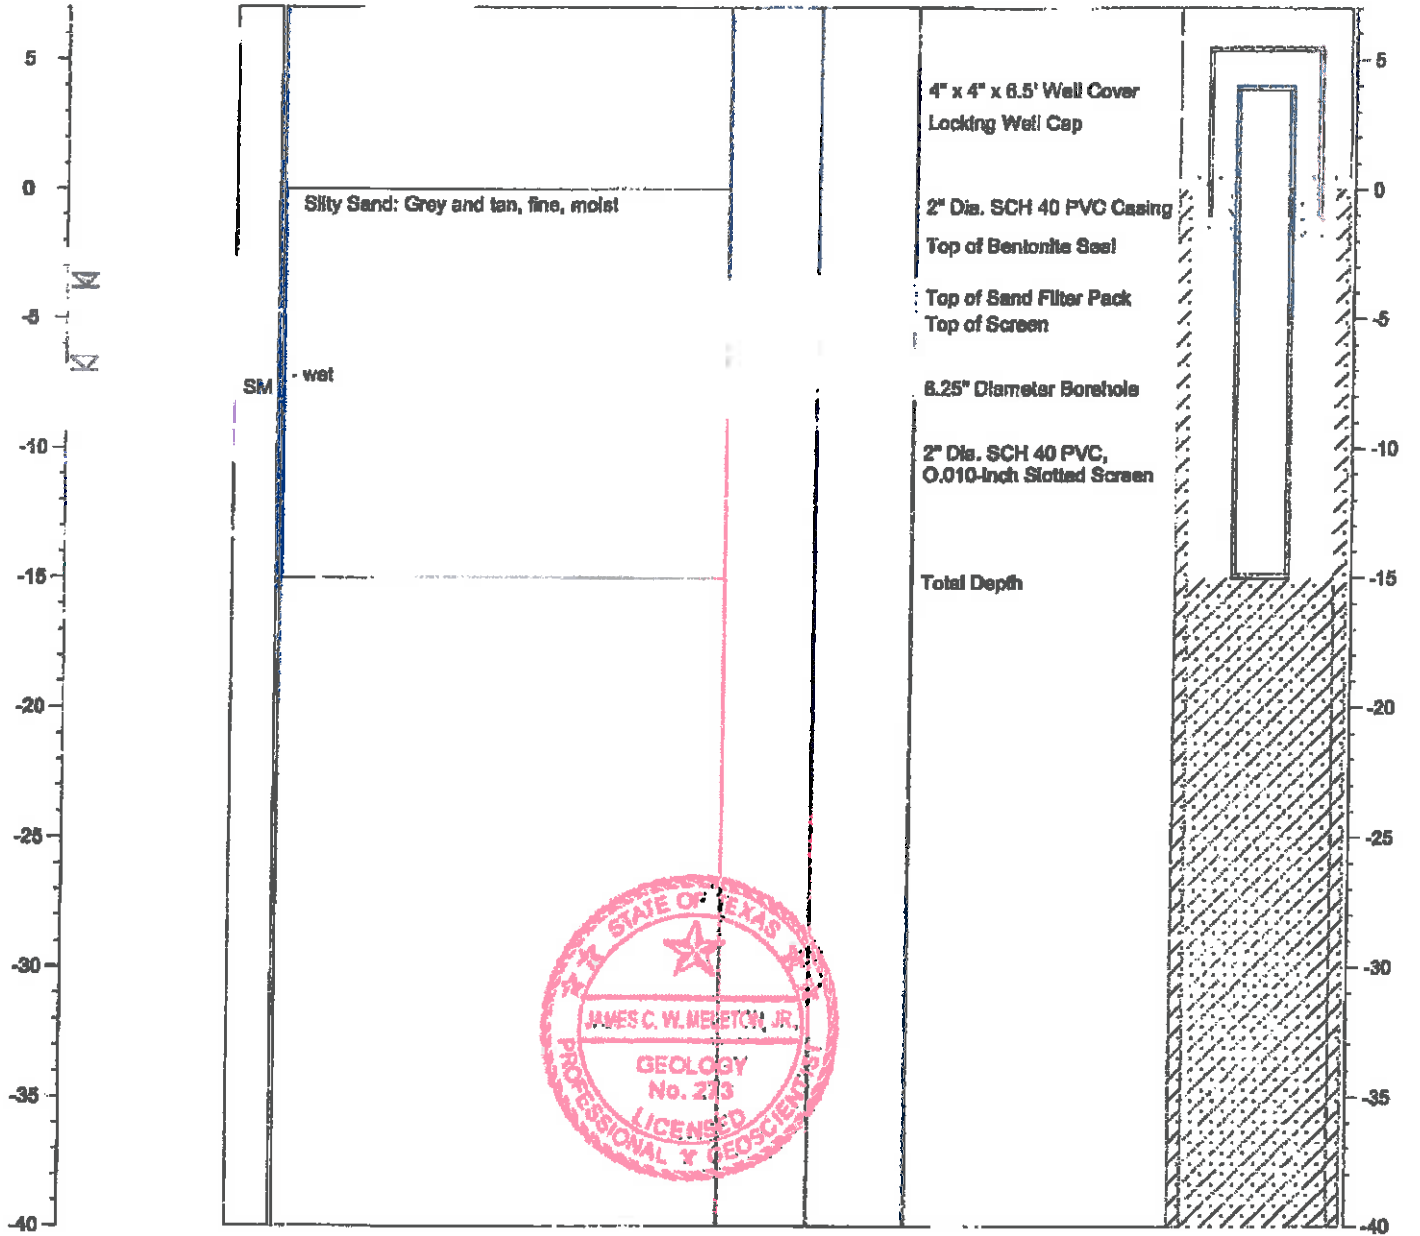 5
0
-5
-10
-15
-20
-25
-30
-35
-40
SM
Silty Sand: Grey and tan, fine, moist
- wet
4" x 4" x 6.5' Well Cover
Locking Well Cap
2" Dia. SCH 40 PVC Casing
Top of Bentonite Seal
Top of Sand Filter Pack
Top of Screen
6.25" Diameter Borehole
2" Dia. SCH 40 PVC,
0.010-Inch Slotted Screen
Total Depth
5
0
-5
-10
-15
-20
-25
-30
-35
-40
STATE OF TEXAS
JAMES C. W. MELETON, JR.
GEOLOGY
No. 273
LICENSED
PROFESSIONAL GEOSCIENTIST